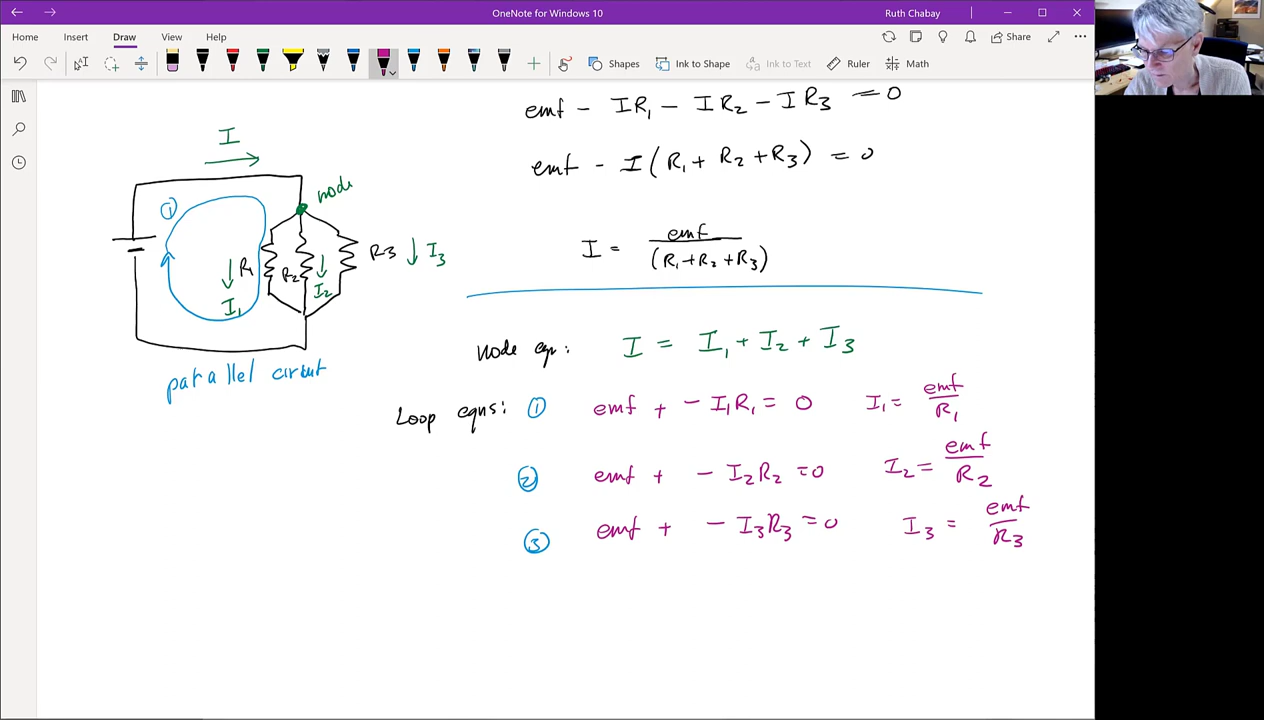 OneNote for Windows 10
Ruth Chabay
Home Insert Draw View Help
Share
Shapes Ink to Shape Ink to Text Ruler Math
emf - IR₁ - IR₂ - IR₃ = 0
emf - I(R₁ + R₂ + R₃) = 0
I = emf / (R₁+R₂+R₃)
I
node
①
R₁ R₂ R3 I₃
I₁ I₂
parallel circuit
Node eqn: I = I₁ + I₂ + I₃
Loop eqns: ① emf + - I₁R₁ = 0 I₁ = emf / R₁
② emf + - I₂R₂ = 0 I₂ = emf / R₂
③ emf + - I₃R₃ = 0 I₃ = emf / R₃